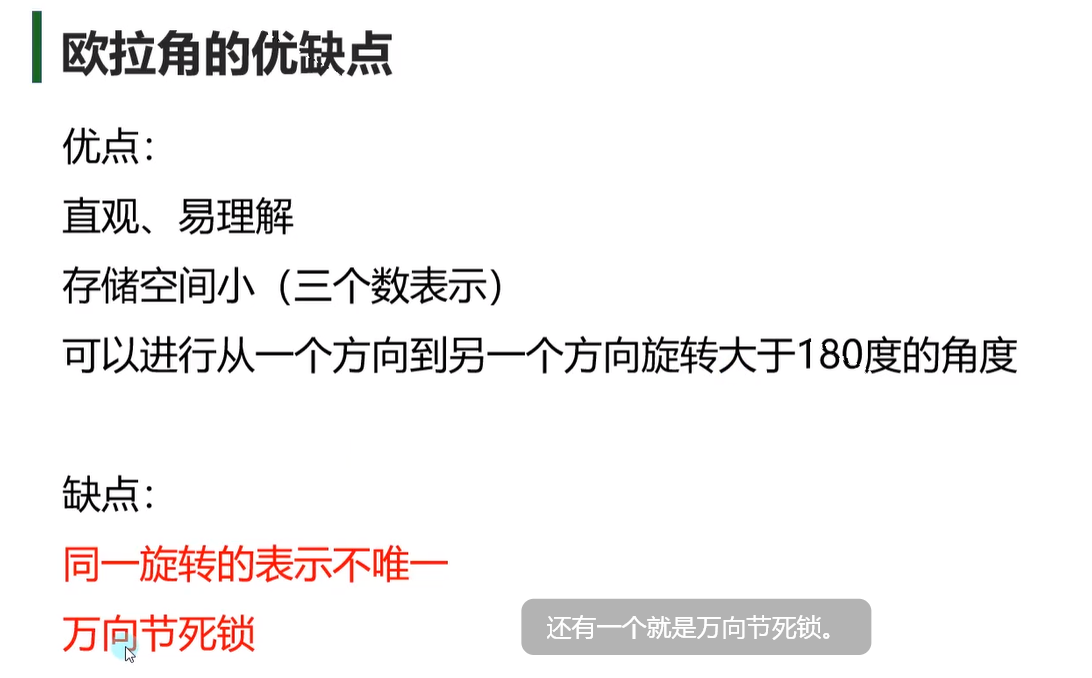 欧拉角的优缺点
优点：
直观、易理解
存储空间小（三个数表示）
可以进行从一个方向到另一个方向旋转大于180度的角度
缺点：
同一旋转的表示不唯一
万向节死锁
还有一个就是万向节死锁。